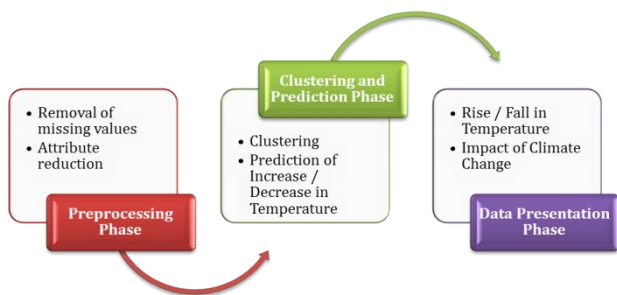 • Removal of
missing values
• Attribute
reduction
Preprocessing
Phase
Clustering and
Prediction Phase
• Clustering
• Prediction of
Increase /
Decrease in
Temperature
• Rise / Fall in
Temperature
• Impact of Climate
Change
Data Presentation
Phase